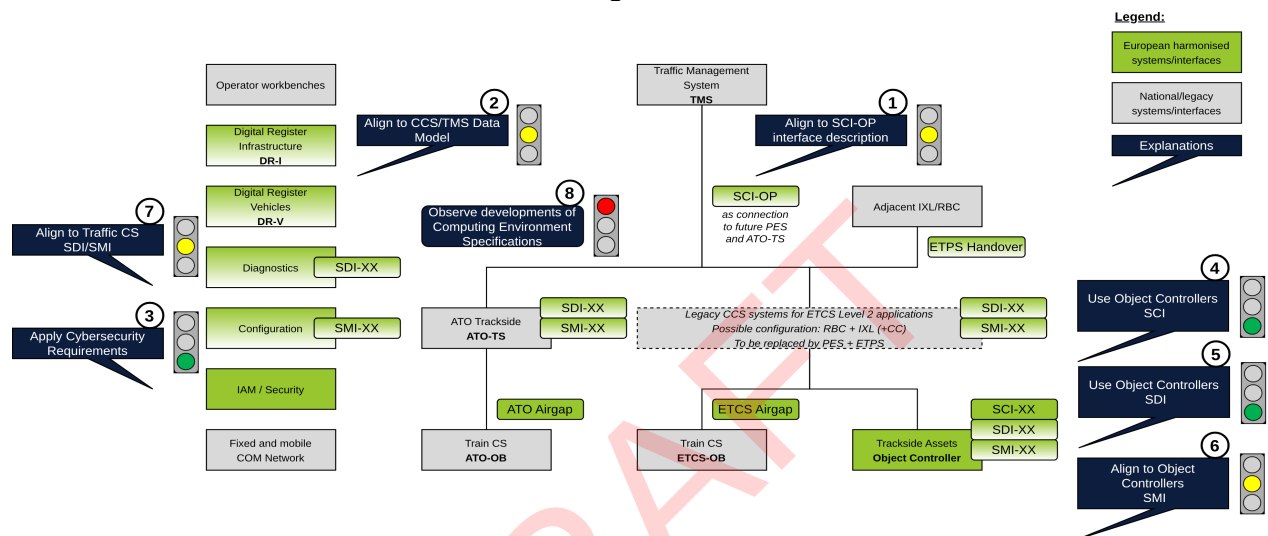 Legend:
European harmonised
systems/interfaces
National/legacy
systems/interfaces
Explanations
Operator workbenches
Digital Register
Infrastructure
DR-I
Digital Register
Vehicles
DR-V
Diagnostics
SDI-XX
Configuration
SMI-XX
IAM / Security
Fixed and mobile
COM Network
2
Align to CCS/TMS Data
Model
7
Align to Traffic CS
SDI/SMI
3
Apply Cybersecurity
Requirements
8
Observe developments of
Computing Environment
Specifications
Traffic Management
System
TMS
1
Align to SCI-OP
interface description
SCI-OP
as connection
to future PES
and ATO-TS
Adjacent IXL/RBC
ETPS Handover
ATO Trackside
ATO-TS
SDI-XX
SMI-XX
Legacy CCS systems for ETCS Level 2 applications
Possible configuration: RBC + IXL (+CC)
To be replaced by PES + ETPS
SDI-XX
SMI-XX
ATO Airgap
Train CS
ATO-OB
ETCS Airgap
Train CS
ETCS-OB
Trackside Assets
Object Controller
SCI-XX
SDI-XX
SMI-XX
4
Use Object Controllers
SCI
5
Use Object Controllers
SDI
6
Align to Object
Controllers
SMI
DRAFT